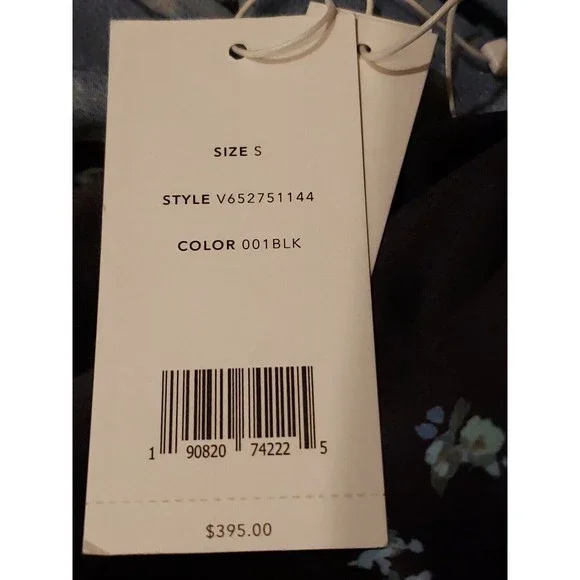 SIZE S
STYLE V652751144
COLOR 001BLK
1 90820 74222 5
$395.00